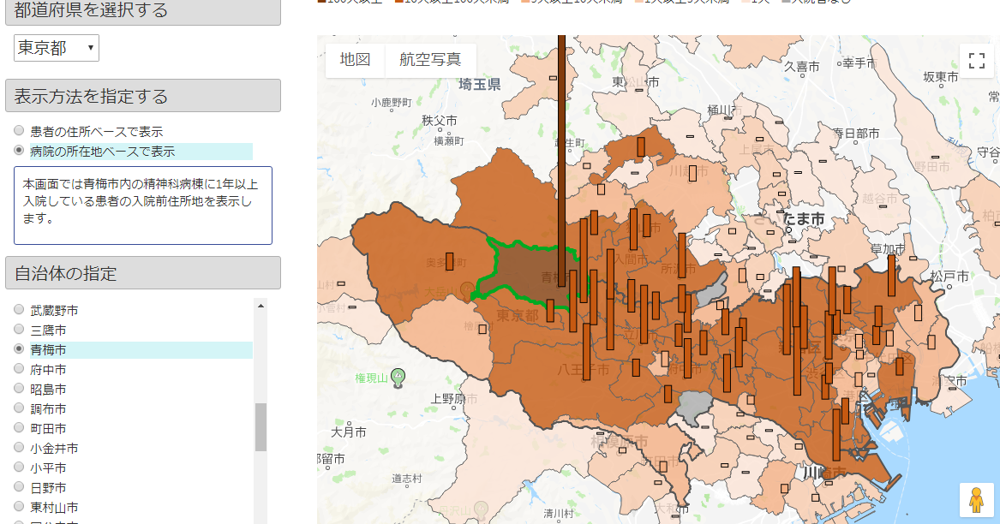 都道府県を選択する
東京都
表示方法を指定する
患者の住所ベースで表示
病院の所在地ベースで表示
本画面では青梅市内の精神科病棟に1年以上
入院している患者の入院前住所地を表示し
ます。
自治体の指定
武蔵野市
三鷹市
青梅市
府中市
昭島市
調布市
町田市
小金井市
小平市
日野市
東村山市
地図
航空写真
埼玉県
小鹿野町
秩父市
横瀬町
桶川市
久喜市
幸手市
坂東市
春日部市
上尾市
野田市
越谷市
守谷
川越
さいたま市
草加市
松戸市
入間市
所沢
東京都
八王子市
権現山
上野原市
大月市
都留市
道志村
相模原市
川崎市
浦安市
清川村